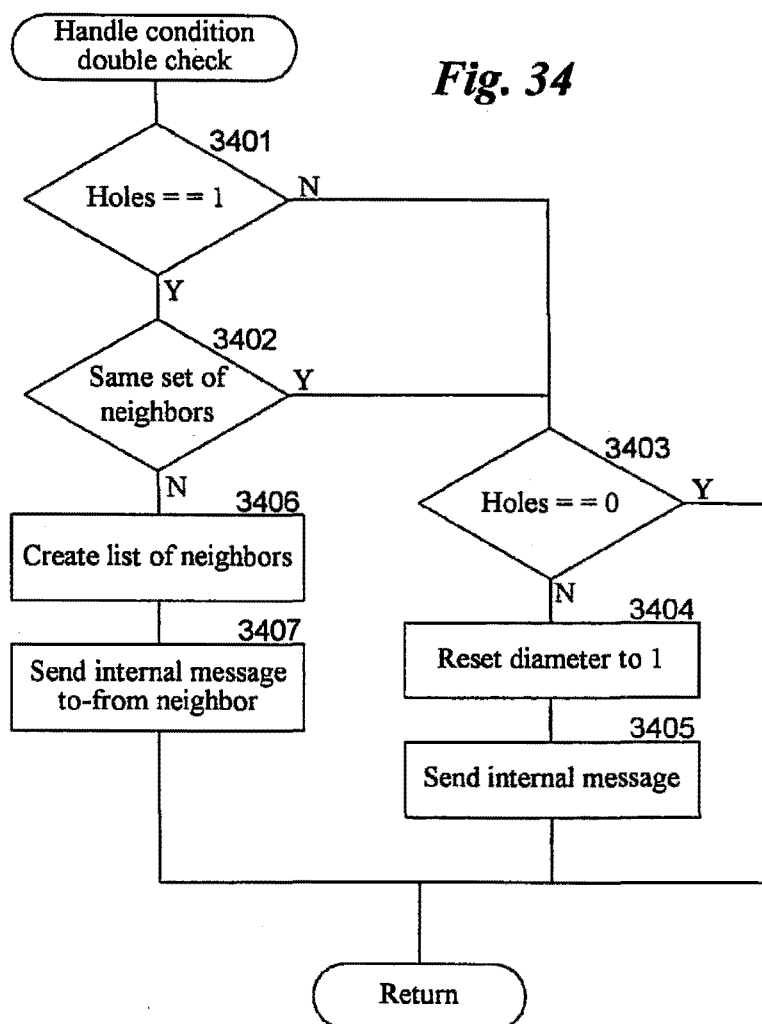 Handle condition
double check
Fig. 34
3401
Holes = = 1
N
Y
3402
Same set of
neighbors
Y
N
3403
Holes = = 0
Y
N
3406
Create list of neighbors
3407
Send internal message
to-from neighbor
3404
Reset diameter to 1
3405
Send internal message
Return